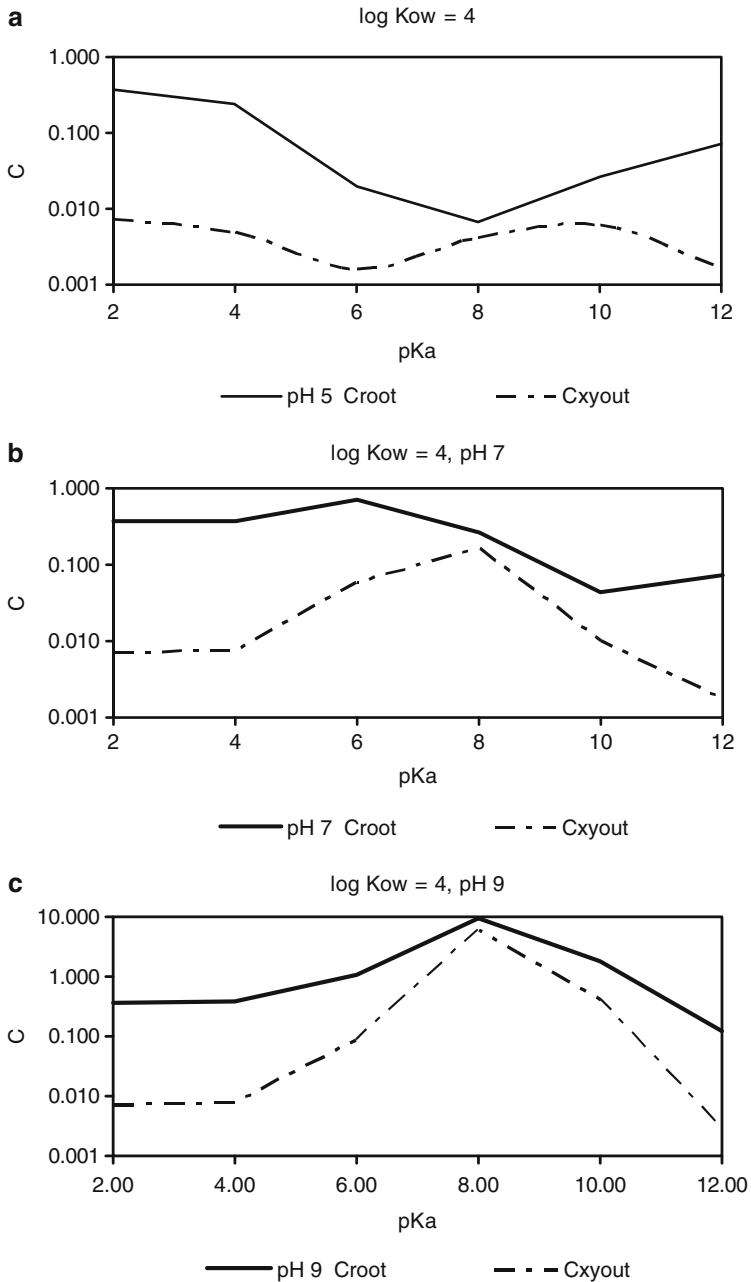 a
log Kow = 4
1.000
0.100
0.010
0.001
C
2 4 6 8 10 12
pKa
pH 5 Croot Cxyout
b
log Kow = 4, pH 7
1.000
0.100
0.010
0.001
C
2 4 6 8 10 12
pKa
pH 7 Croot Cxyout
c
log Kow = 4, pH 9
10.000
1.000
0.100
0.010
0.001
C
2.00 4.00 6.00 8.00 10.00 12.00
pKa
pH 9 Croot Cxyout